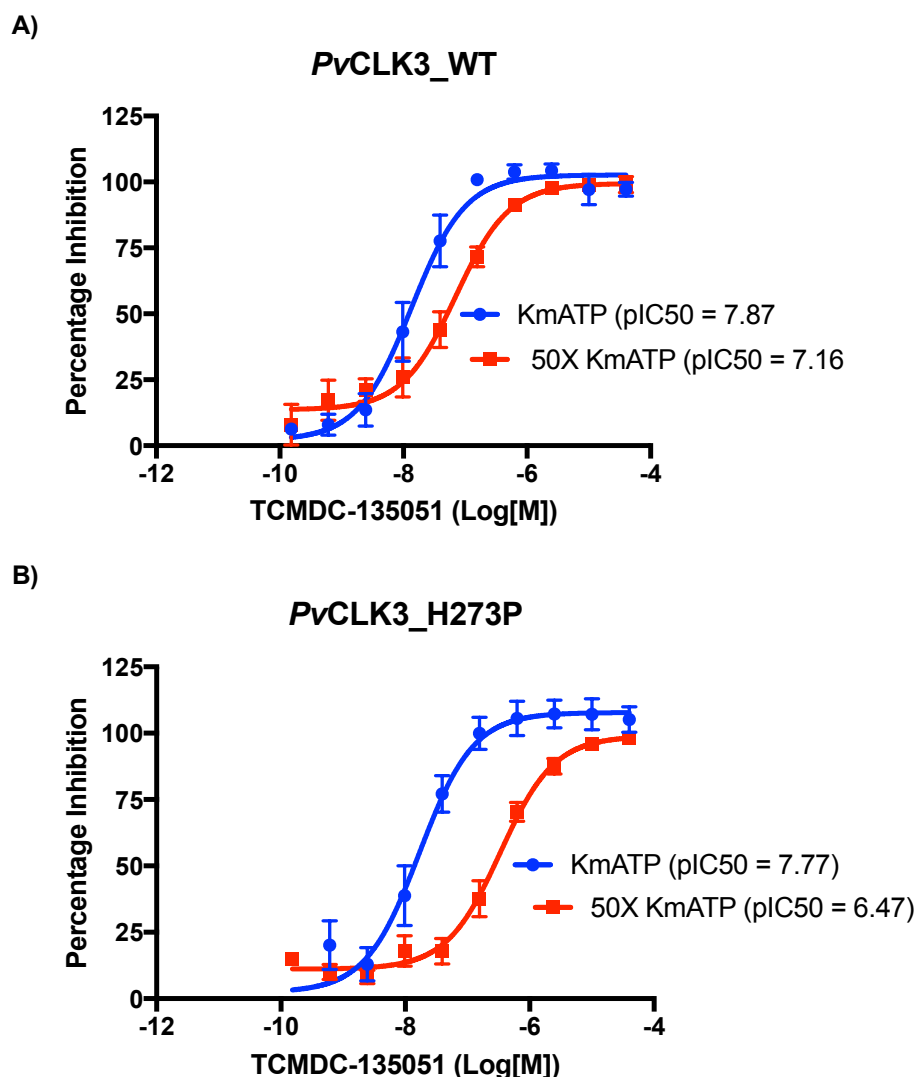 A)
PvCLK3_WT
125
100
75
50
25
0
Percentage Inhibition
KmATP (pIC50 = 7.87
50X KmATP (pIC50 = 7.16
-12
-10
-8
-6
-4
TCMDC-135051 (Log[M])
B)
PvCLK3_H273P
125
100
75
50
25
0
Percentage Inhibition
KmATP (pIC50 = 7.77)
50X KmATP (pIC50 = 6.47)
-12
-10
-8
-6
-4
TCMDC-135051 (Log[M])